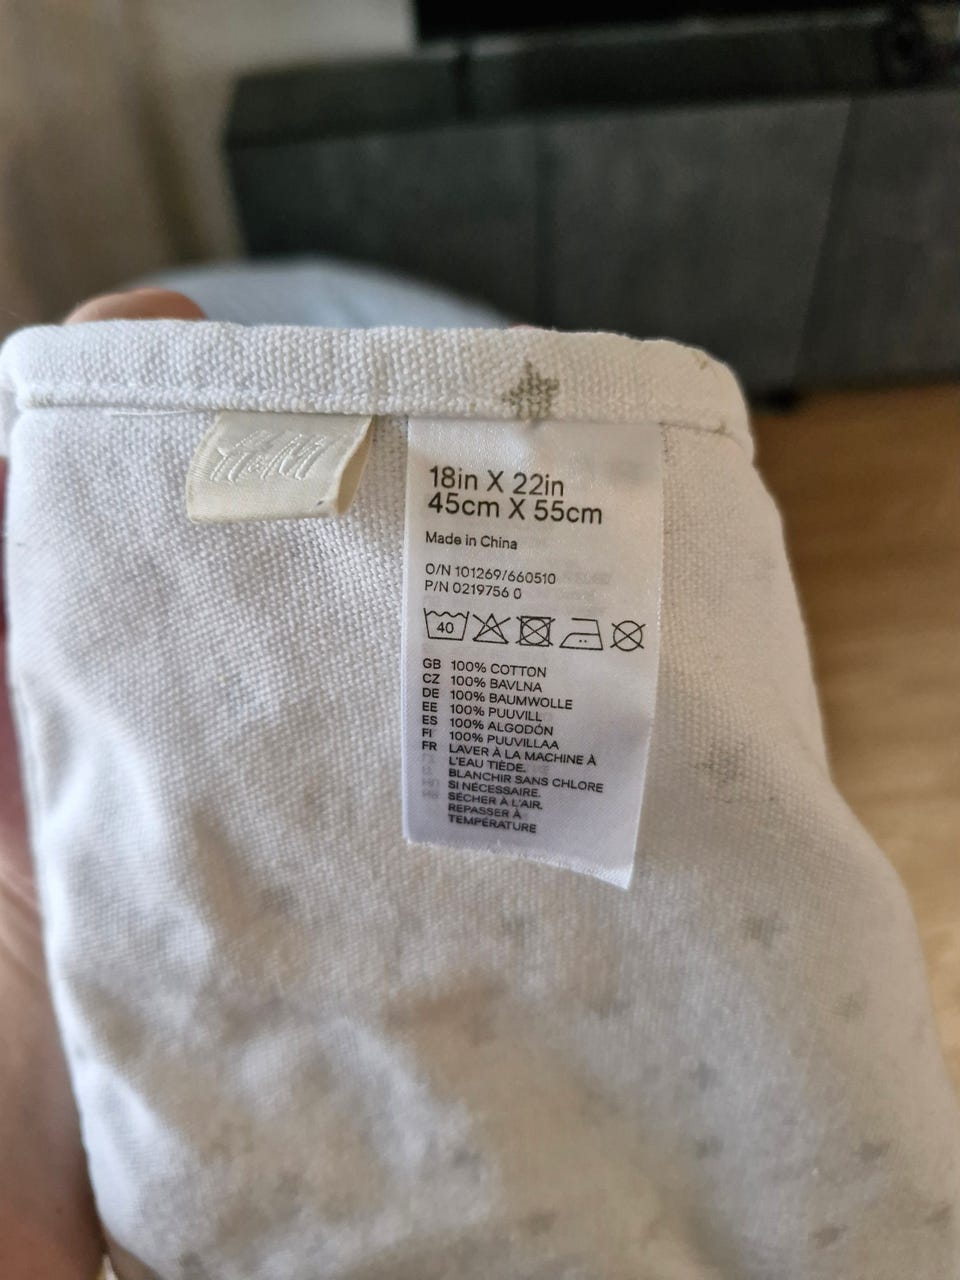 H&M
18in X 22in
45cm X 55cm
Made in China
O/N 101269/660510
P/N 0219756 0
40
GB 100% COTTON
CZ 100% BAVLNA
DE 100% BAUMWOLLE
EE 100% PUUVILL
ES 100% ALGODÓN
FI 100% PUUVILLAA
FR LAVER À LA MACHINE À
L'EAU TIÈDE.
BLANCHIR SANS CHLORE
SI NÉCESSAIRE.
SÉCHER À L'AIR.
REPASSER À
TEMPÉRATURE